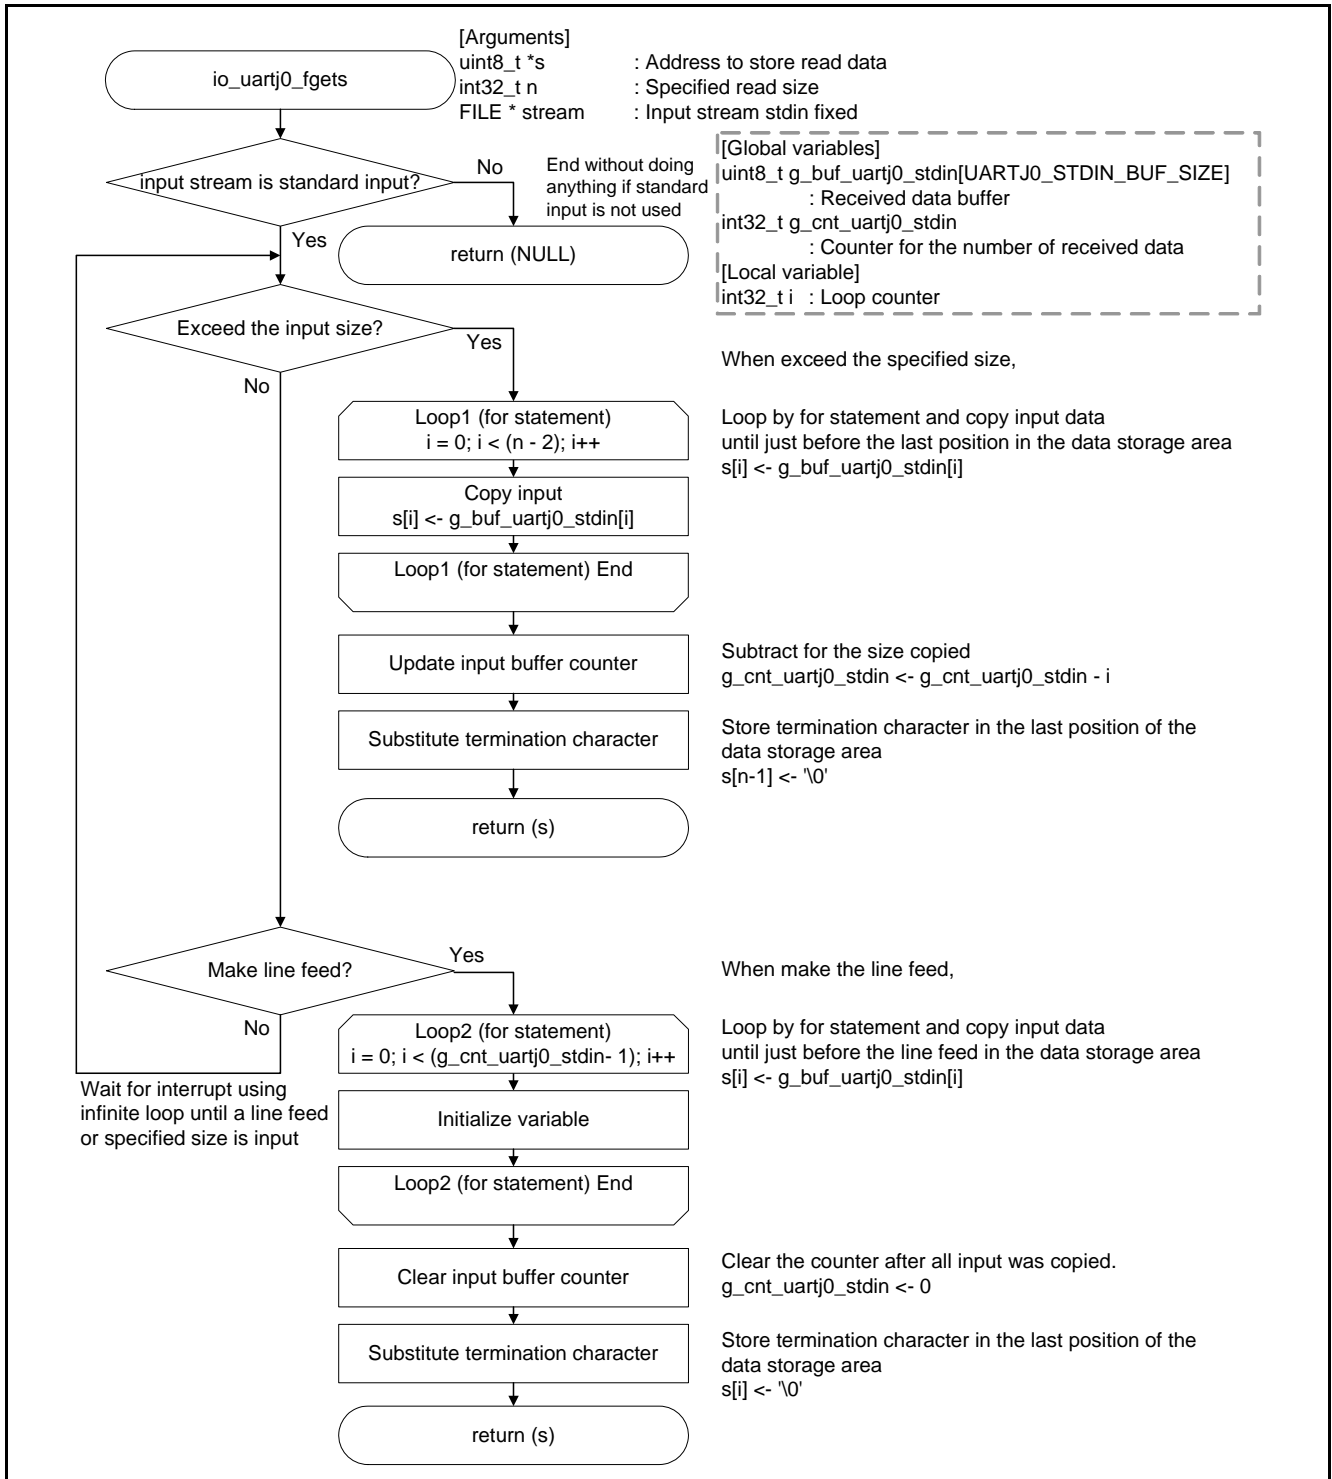 io_uartj0_fgets
[Arguments]
uint8_t *s : Address to store read data
int32_t n : Specified read size
FILE * stream : Input stream stdin fixed
input stream is standard input?
No
Yes
End without doing
anything if standard
input is not used
return (NULL)
[Global variables]
uint8_t g_buf_uartj0_stdin[UARTJ0_STDIN_BUF_SIZE]
: Received data buffer
int32_t g_cnt_uartj0_stdin
: Counter for the number of received data
[Local variable]
int32_t i : Loop counter
Exceed the input size?
Yes
No
When exceed the specified size,
Loop1 (for statement)
i = 0; i < (n - 2); i++
Loop by for statement and copy input data
until just before the last position in the data storage area
s[i] <- g_buf_uartj0_stdin[i]
Copy input
s[i] <- g_buf_uartj0_stdin[i]
Loop1 (for statement) End
Update input buffer counter
Subtract for the size copied
g_cnt_uartj0_stdin <- g_cnt_uartj0_stdin - i
Substitute termination character
Store termination character in the last position of the
data storage area
s[n-1] <- '\0'
return (s)
Make line feed?
Yes
No
When make the line feed,
Loop2 (for statement)
i = 0; i < (g_cnt_uartj0_stdin- 1); i++
Loop by for statement and copy input data
until just before the line feed in the data storage area
s[i] <- g_buf_uartj0_stdin[i]
Wait for interrupt using
infinite loop until a line feed
or specified size is input
Initialize variable
Loop2 (for statement) End
Clear input buffer counter
Clear the counter after all input was copied.
g_cnt_uartj0_stdin <- 0
Substitute termination character
Store termination character in the last position of the
data storage area
s[i] <- '\0'
return (s)